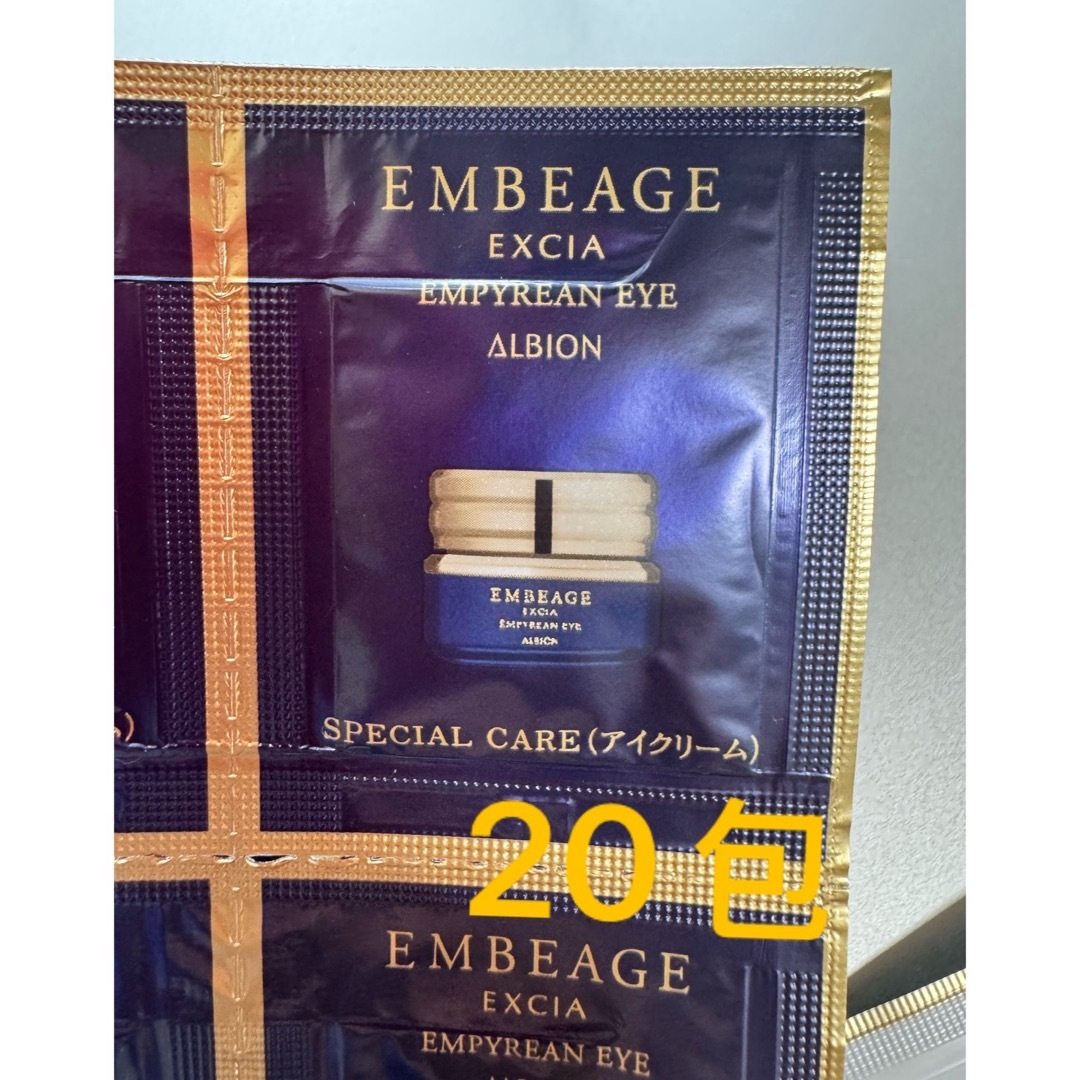 EMBEAGE
EXCIA
EMPYREAN EYE
ALBION
EMBEAGE
EXCIA
EMPYREAN EYE
ALBION
SPECIAL CARE(アイクリーム)
20包
EMBEAGE
EXCIA
EMPYREAN EYE